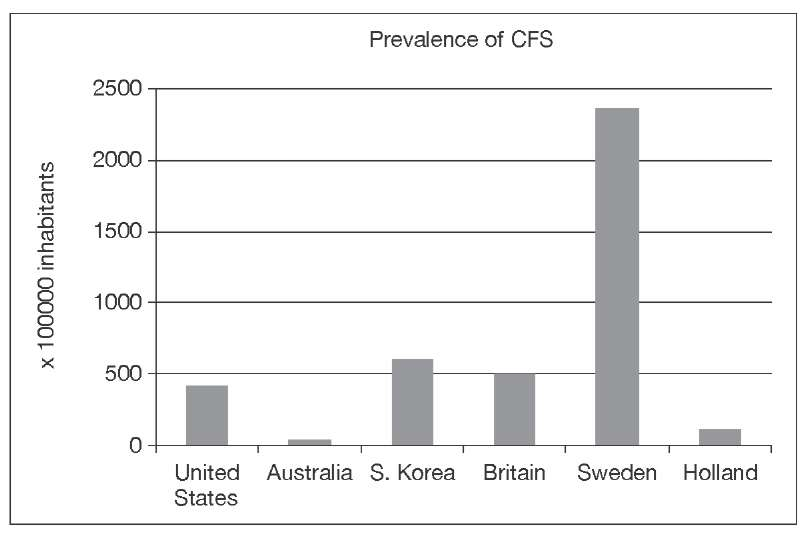 Prevalence of CFS
x 100000 inhabitants
2500
2000
1500
1000
500
0
United States
Australia
S. Korea
Britain
Sweden
Holland